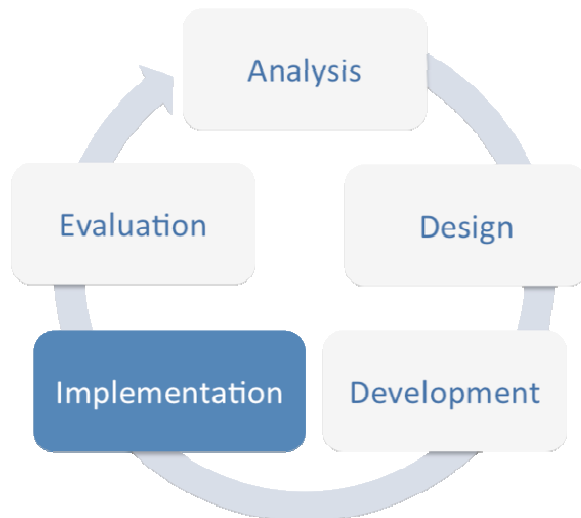 Analysis
Design
Development
Implementation
Evaluation